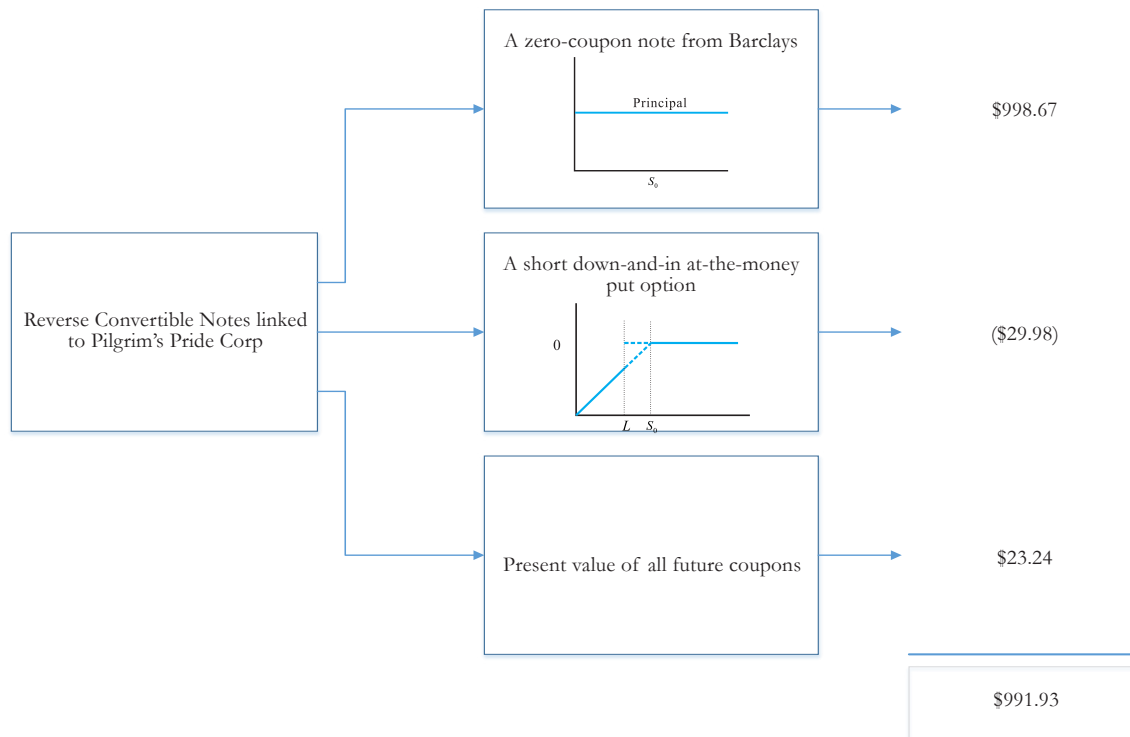 A zero-coupon note from Barclays
Principal
S₀
$998.67
Reverse Convertible Notes linked
to Pilgrim’s Pride Corp
A short down-and-in at-the-money
put option
0
L S₀
($29.98)
Present value of all future coupons
$23.24
$991.93